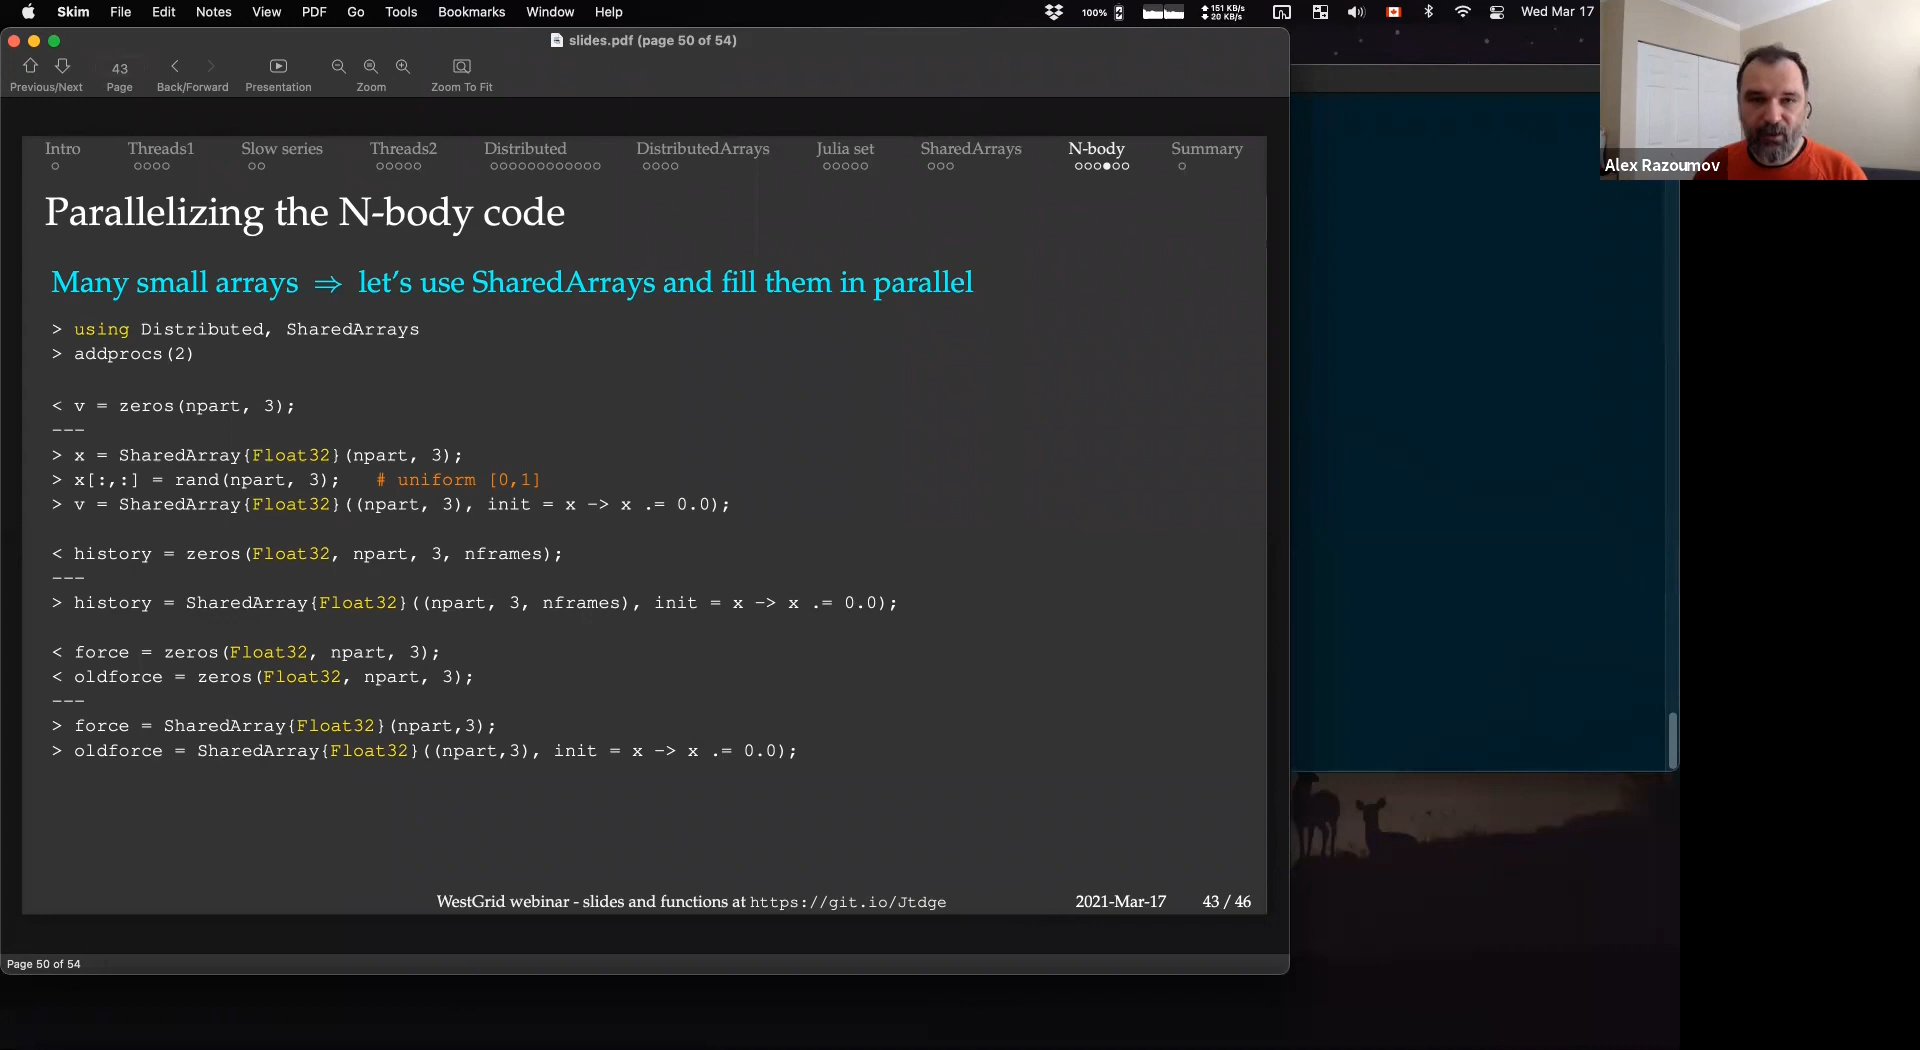 Skim File Edit Notes View PDF Go Tools Bookmarks Window Help 100% 151 KB/s 20 KB/s Wed Mar 17
slides.pdf (page 50 of 54)
43
Previous/Next Page Back/Forward Presentation Zoom Zoom To Fit
Alex Razoumov
Intro Threads1 Slow series Threads2 Distributed DistributedArrays Julia set SharedArrays N-body Summary
Parallelizing the N-body code
Many small arrays ⇒ let's use SharedArrays and fill them in parallel
> using Distributed, SharedArrays
> addprocs(2)
< v = zeros(npart, 3);
---
> x = SharedArray{Float32}(npart, 3);
> x[:,:] = rand(npart, 3); # uniform [0,1]
> v = SharedArray{Float32}((npart, 3), init = x -> x .= 0.0);
< history = zeros(Float32, npart, 3, nframes);
---
> history = SharedArray{Float32}((npart, 3, nframes), init = x -> x .= 0.0);
< force = zeros(Float32, npart, 3);
< oldforce = zeros(Float32, npart, 3);
---
> force = SharedArray{Float32}(npart,3);
> oldforce = SharedArray{Float32}((npart,3), init = x -> x .= 0.0);
WestGrid webinar - slides and functions at https://git.io/Jtdge 2021-Mar-17 43 / 46
Page 50 of 54